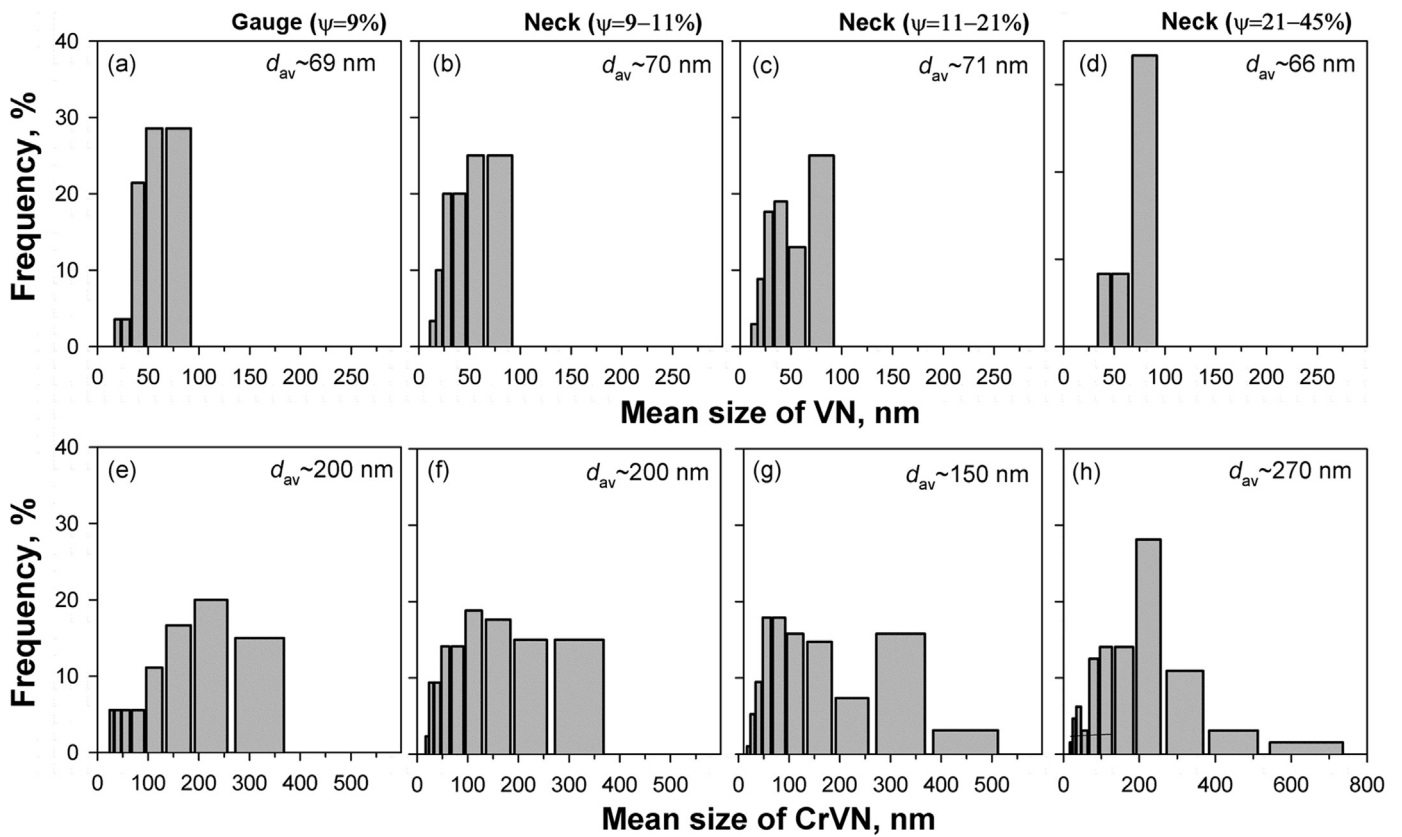 Gauge (ψ=9%) Neck (ψ=9−11%) Neck (ψ=11−21%) Neck (ψ=21−45%)
(a) dav~69 nm (b) dav~70 nm (c) dav~71 nm (d) dav~66 nm
Frequency, %
40
30
20
10
0
0 50 100 150 200 250 0 50 100 150 200 250 0 50 100 150 200 250 0 50 100 150 200 250
Mean size of VN, nm
(e) dav~200 nm (f) dav~200 nm (g) dav~150 nm (h) dav~270 nm
Frequency, %
40
30
20
10
0
0 100 200 300 400 500 0 100 200 300 400 500 0 100 200 300 400 500 0 200 400 600 800
Mean size of CrVN, nm